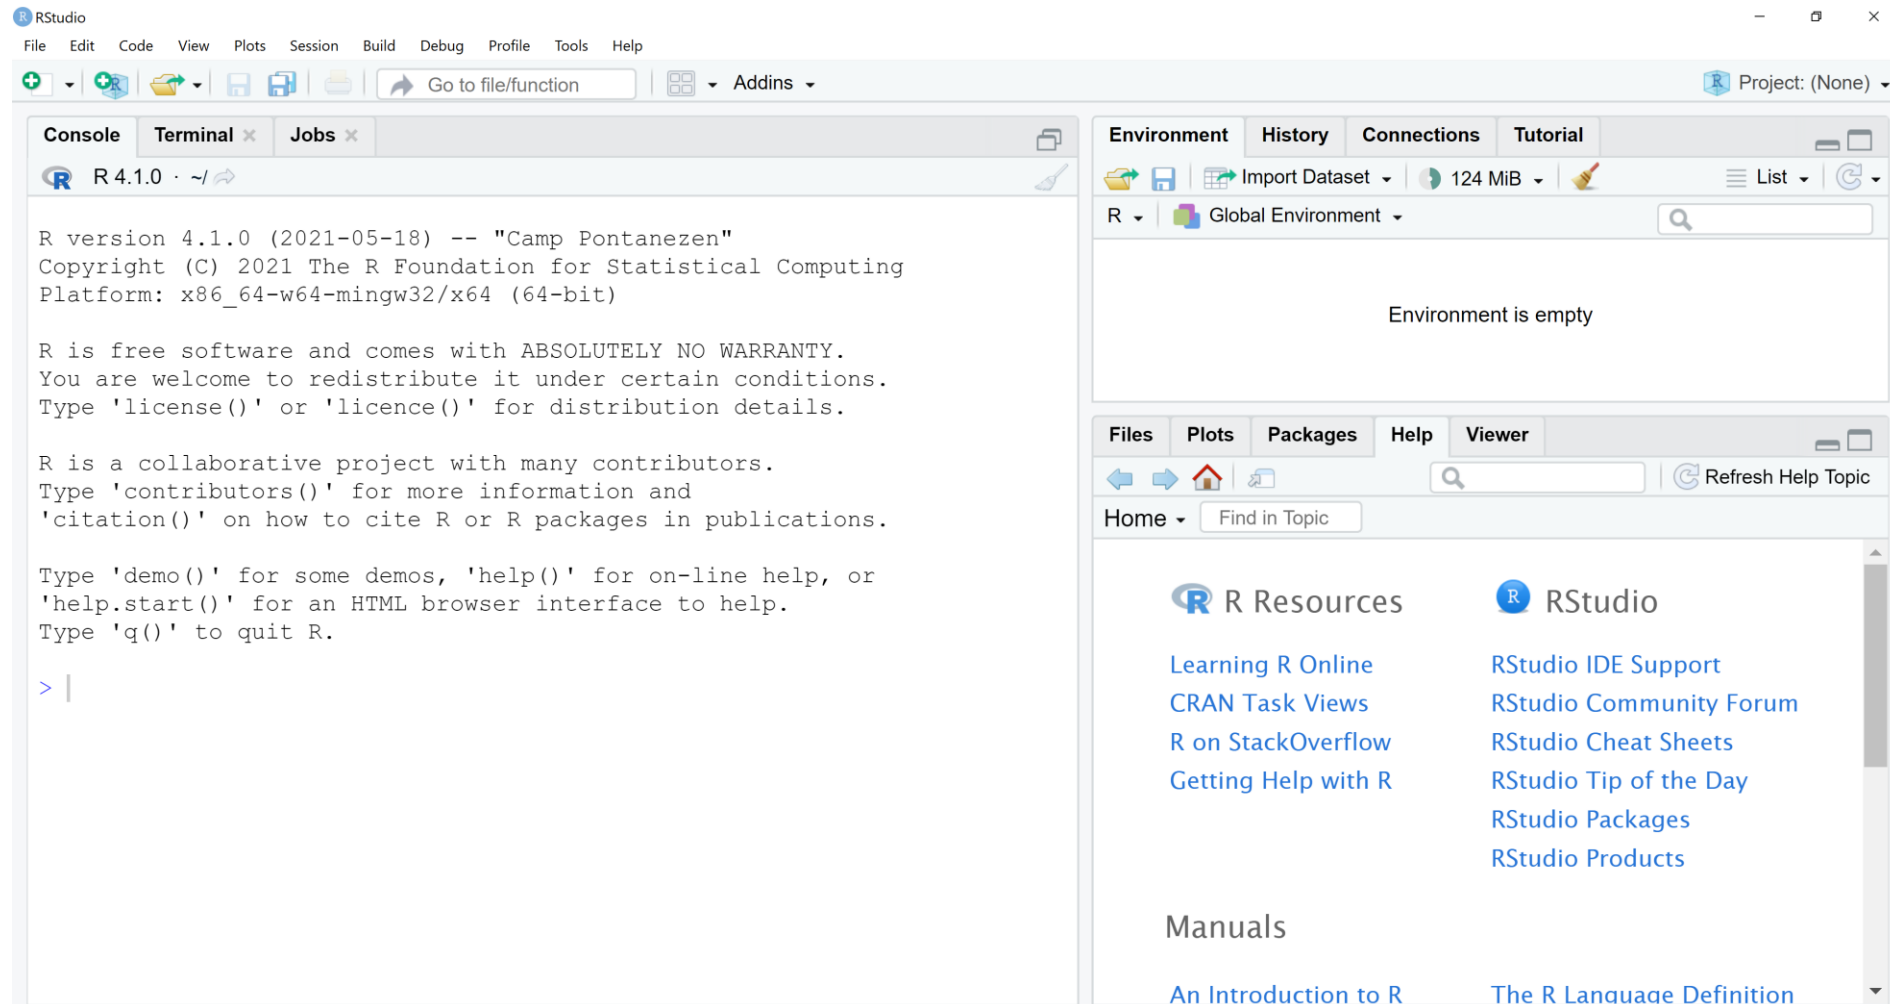 RStudio
File Edit Code View Plots Session Build Debug Profile Tools Help
Go to file/function Addins Project: (None)
Console Terminal Jobs
R 4.1.0 · ~/
R version 4.1.0 (2021-05-18) -- "Camp Pontanezen"
Copyright (C) 2021 The R Foundation for Statistical Computing
Platform: x86_64-w64-mingw32/x64 (64-bit)
R is free software and comes with ABSOLUTELY NO WARRANTY.
You are welcome to redistribute it under certain conditions.
Type 'license()' or 'licence()' for distribution details.
R is a collaborative project with many contributors.
Type 'contributors()' for more information and
'citation()' on how to cite R or R packages in publications.
Type 'demo()' for some demos, 'help()' for on-line help, or
'help.start()' for an HTML browser interface to help.
Type 'q()' to quit R.
>
Environment History Connections Tutorial
Import Dataset 124 MiB List
R Global Environment
Environment is empty
Files Plots Packages Help Viewer
Refresh Help Topic
Home Find in Topic
R Resources
Learning R Online
CRAN Task Views
R on StackOverflow
Getting Help with R
RStudio
RStudio IDE Support
RStudio Community Forum
RStudio Cheat Sheets
RStudio Tip of the Day
RStudio Packages
RStudio Products
Manuals
An Introduction to R
The R Language Definition